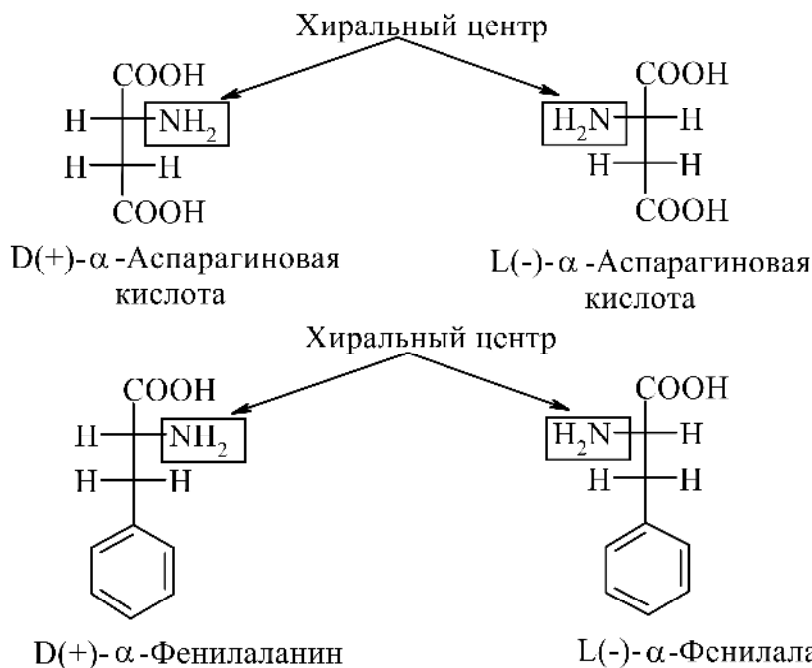 Хиральный центр
COOH COOH
H NH2 H2N H
H H H H
COOH COOH
D(+)-α-Аспарагиновая L(-)-α-Аспарагиновая
кислота кислота
Хиральный центр
COOH COOH
H NH2 H2N H
H H H H
D(+)-α-Фенилаланин L(-)-α-Фенилала